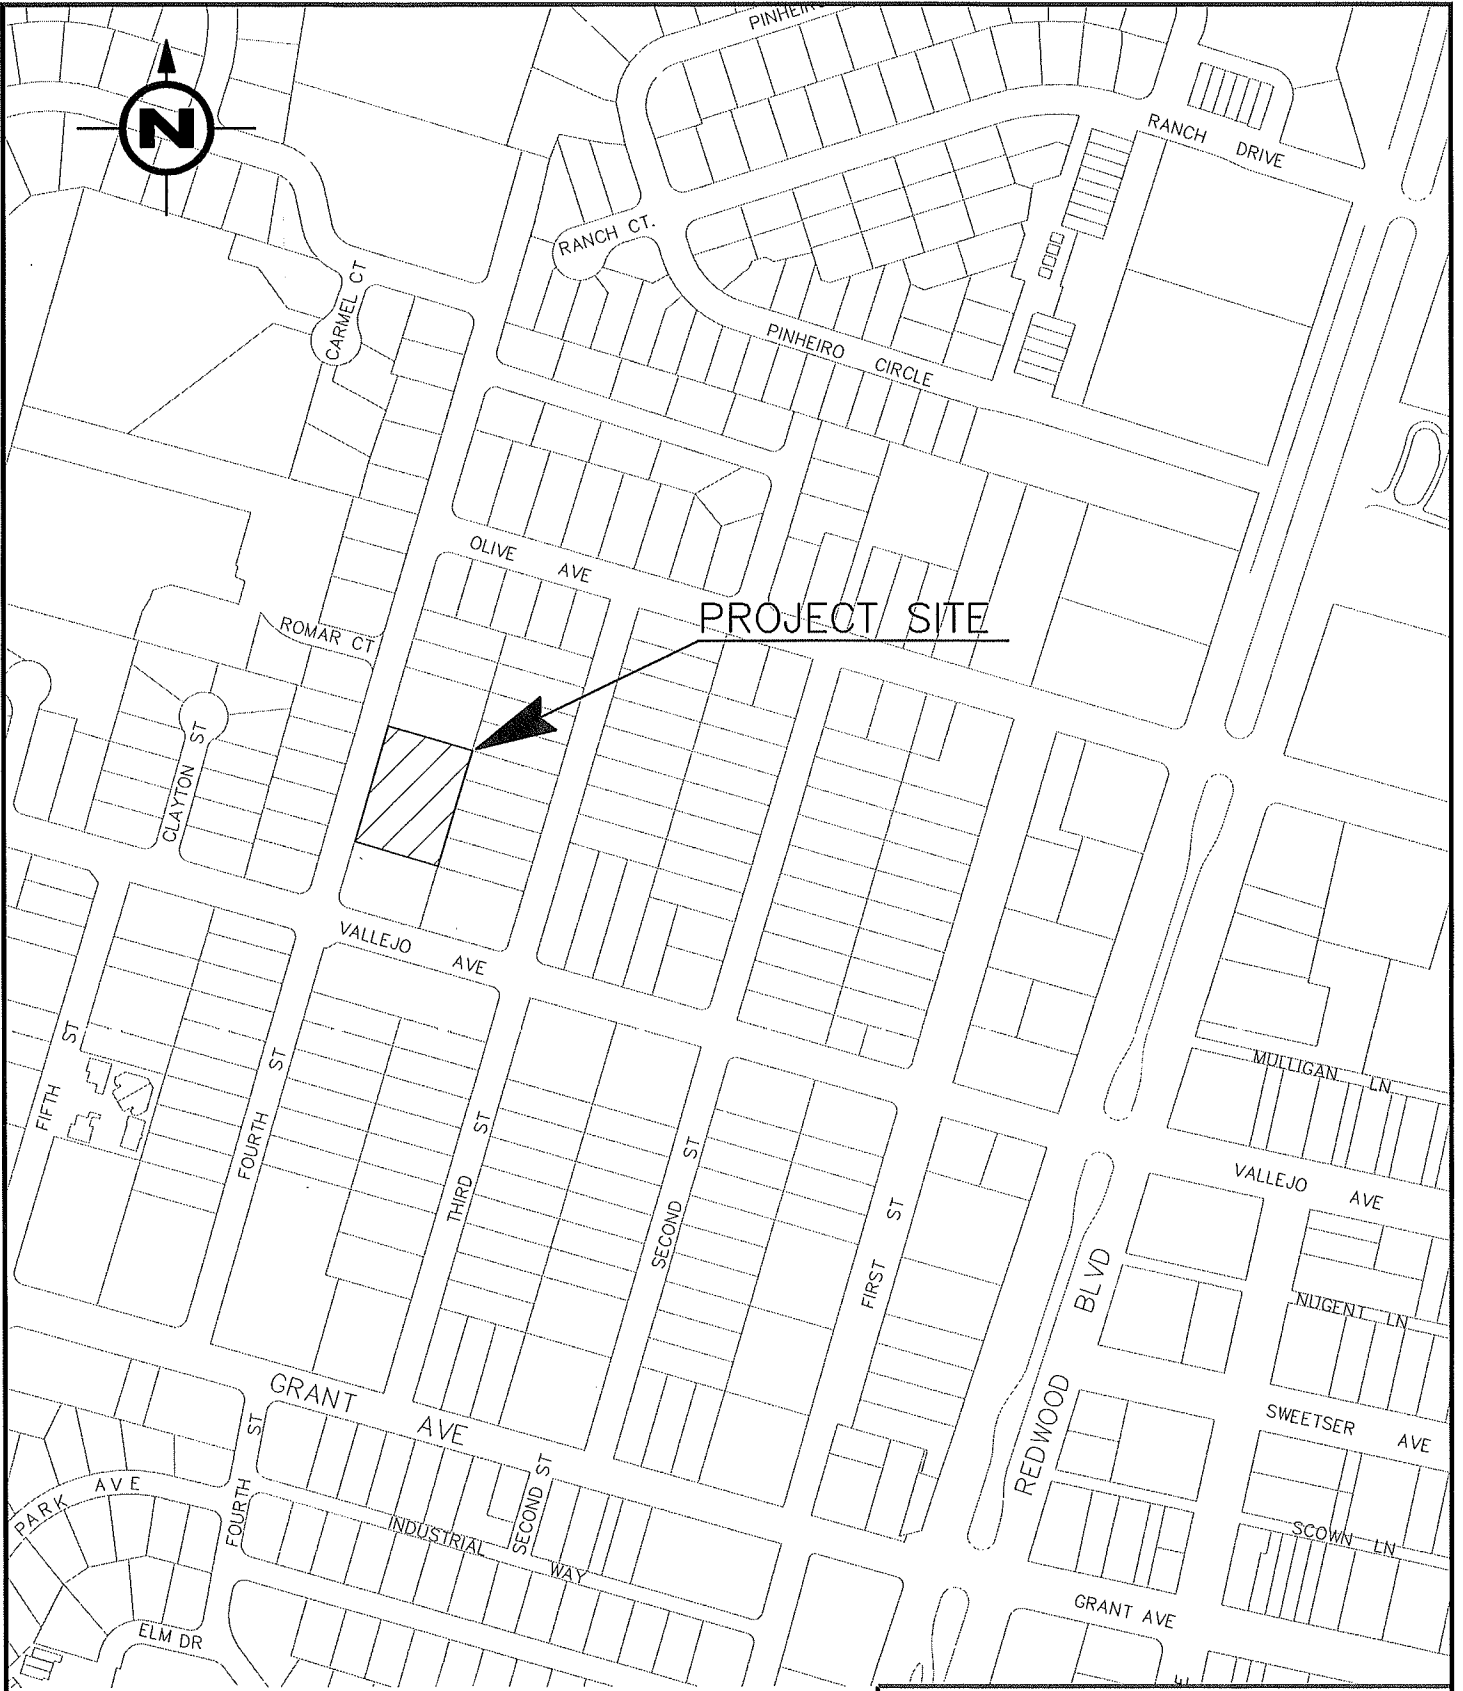 PINHEIRO
N
RANCH DRIVE
RANCH CT.
CARMEL CT
PINHEIRO CIRCLE
OLIVE AVE
PROJECT SITE
ROMAR CT
CLAYTON ST
VALLEJO AVE
FIFTH ST
FOURTH ST
THIRD ST
SECOND ST
FIRST ST
MULLIGAN LN
VALLEJO AVE
REDWOOD BLVD
NUGENT LN
GRANT AVE
SWEETSER AVE
PARK AVE
FOURTH ST
INDUSTRIAL WAY
SECOND ST
SCOWN LN
GRANT AVE
ELM DR